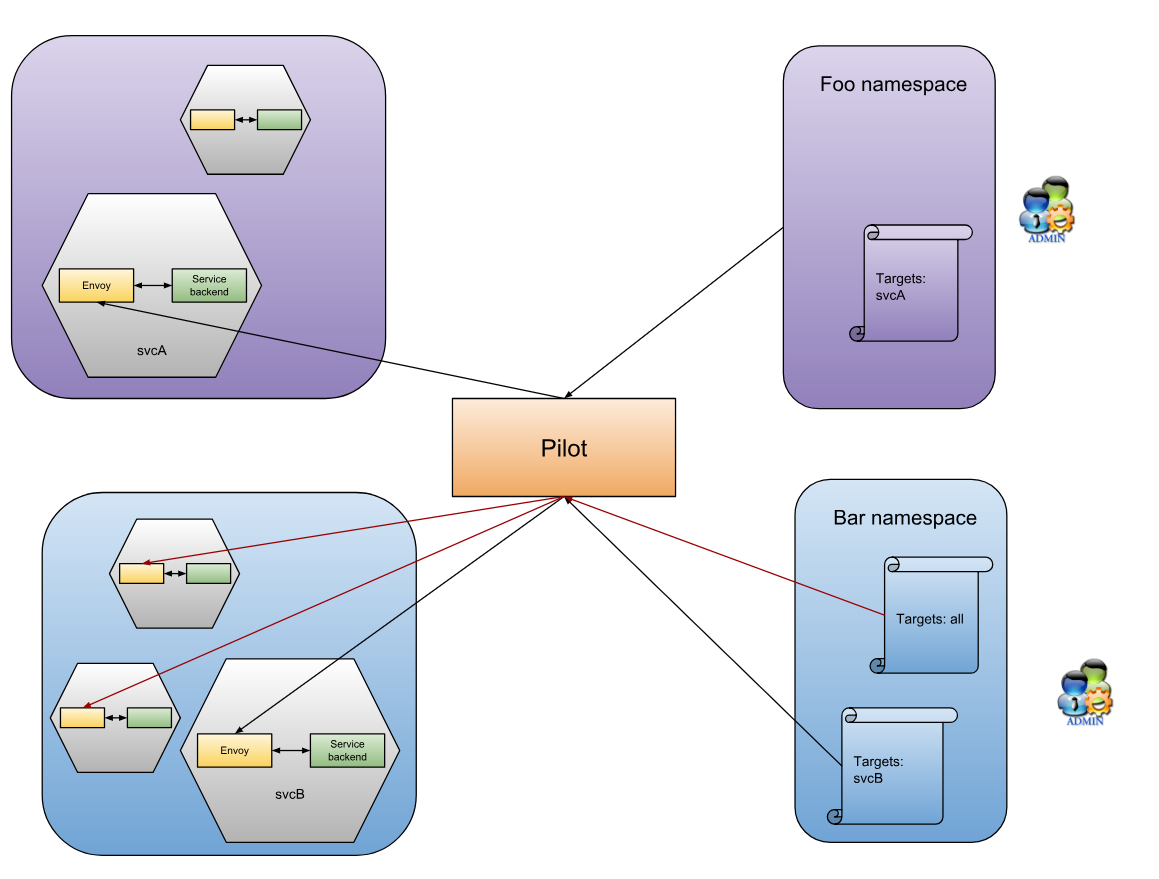 Foo namespace
ADMIN
Targets:
svcA
Envoy
Service
backend
svcA
Pilot
Bar namespace
Targets: all
ADMIN
Targets:
svcB
Envoy
Service
backend
svcB